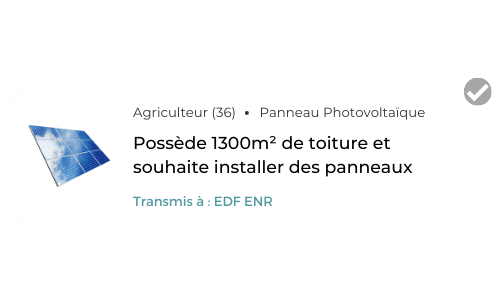 Agriculteur (36) • Panneau Photovoltaïque
Possède 1300m² de toiture et
souhaite installer des panneaux
Transmis à : EDF ENR